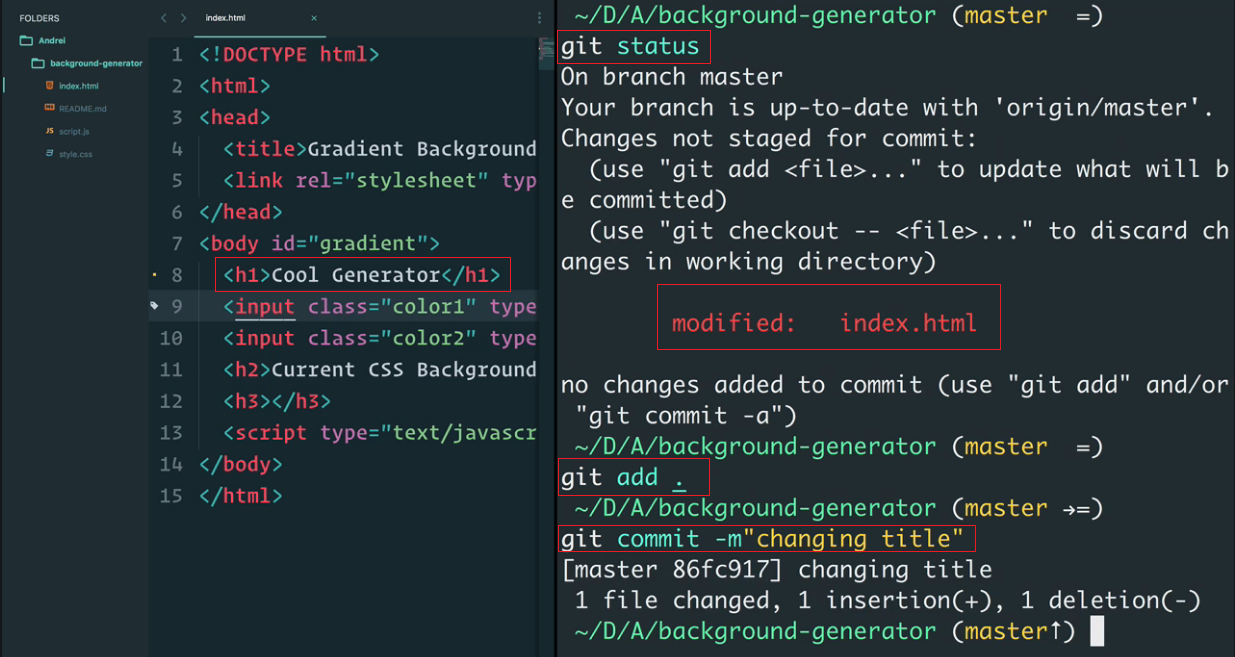 FOLDERS
Andrei
background-generator
index.html
README.md
script.js
style.css
index.html ×
1 <!DOCTYPE html>
2 <html>
3 <head>
4 <title>Gradient Background
5 <link rel="stylesheet" typ
6 </head>
7 <body id="gradient">
8 <h1>Cool Generator</h1>
9 <input class="color1" type
10 <input class="color2" type
11 <h2>Current CSS Background
12 <h3></h3>
13 <script type="text/javascr
14 </body>
15 </html>
~/D/A/background-generator (master =)
git status
On branch master
Your branch is up-to-date with 'origin/master'.
Changes not staged for commit:
(use "git add <file>..." to update what will b
e committed)
(use "git checkout -- <file>..." to discard ch
anges in working directory)
modified: index.html
no changes added to commit (use "git add" and/or
"git commit -a")
~/D/A/background-generator (master =)
git add .
~/D/A/background-generator (master →=)
git commit -m"changing title"
[master 86fc917] changing title
1 file changed, 1 insertion(+), 1 deletion(-)
~/D/A/background-generator (master↑)